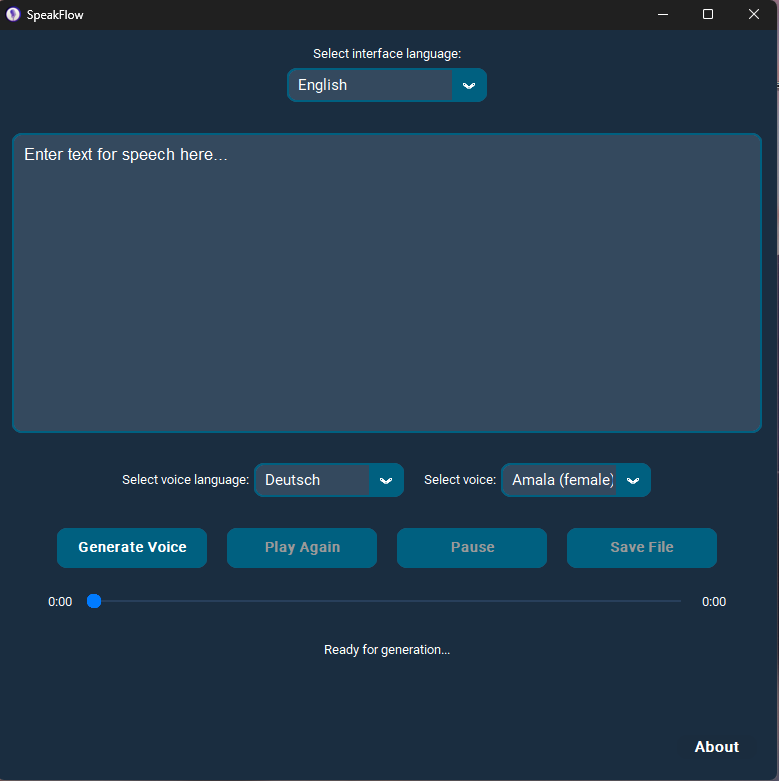 SpeakFlow
Select interface language:
English
Enter text for speech here...
Select voice language: Deutsch Select voice: Amala (female)
Generate Voice Play Again Pause Save File
0:00 0:00
Ready for generation...
About